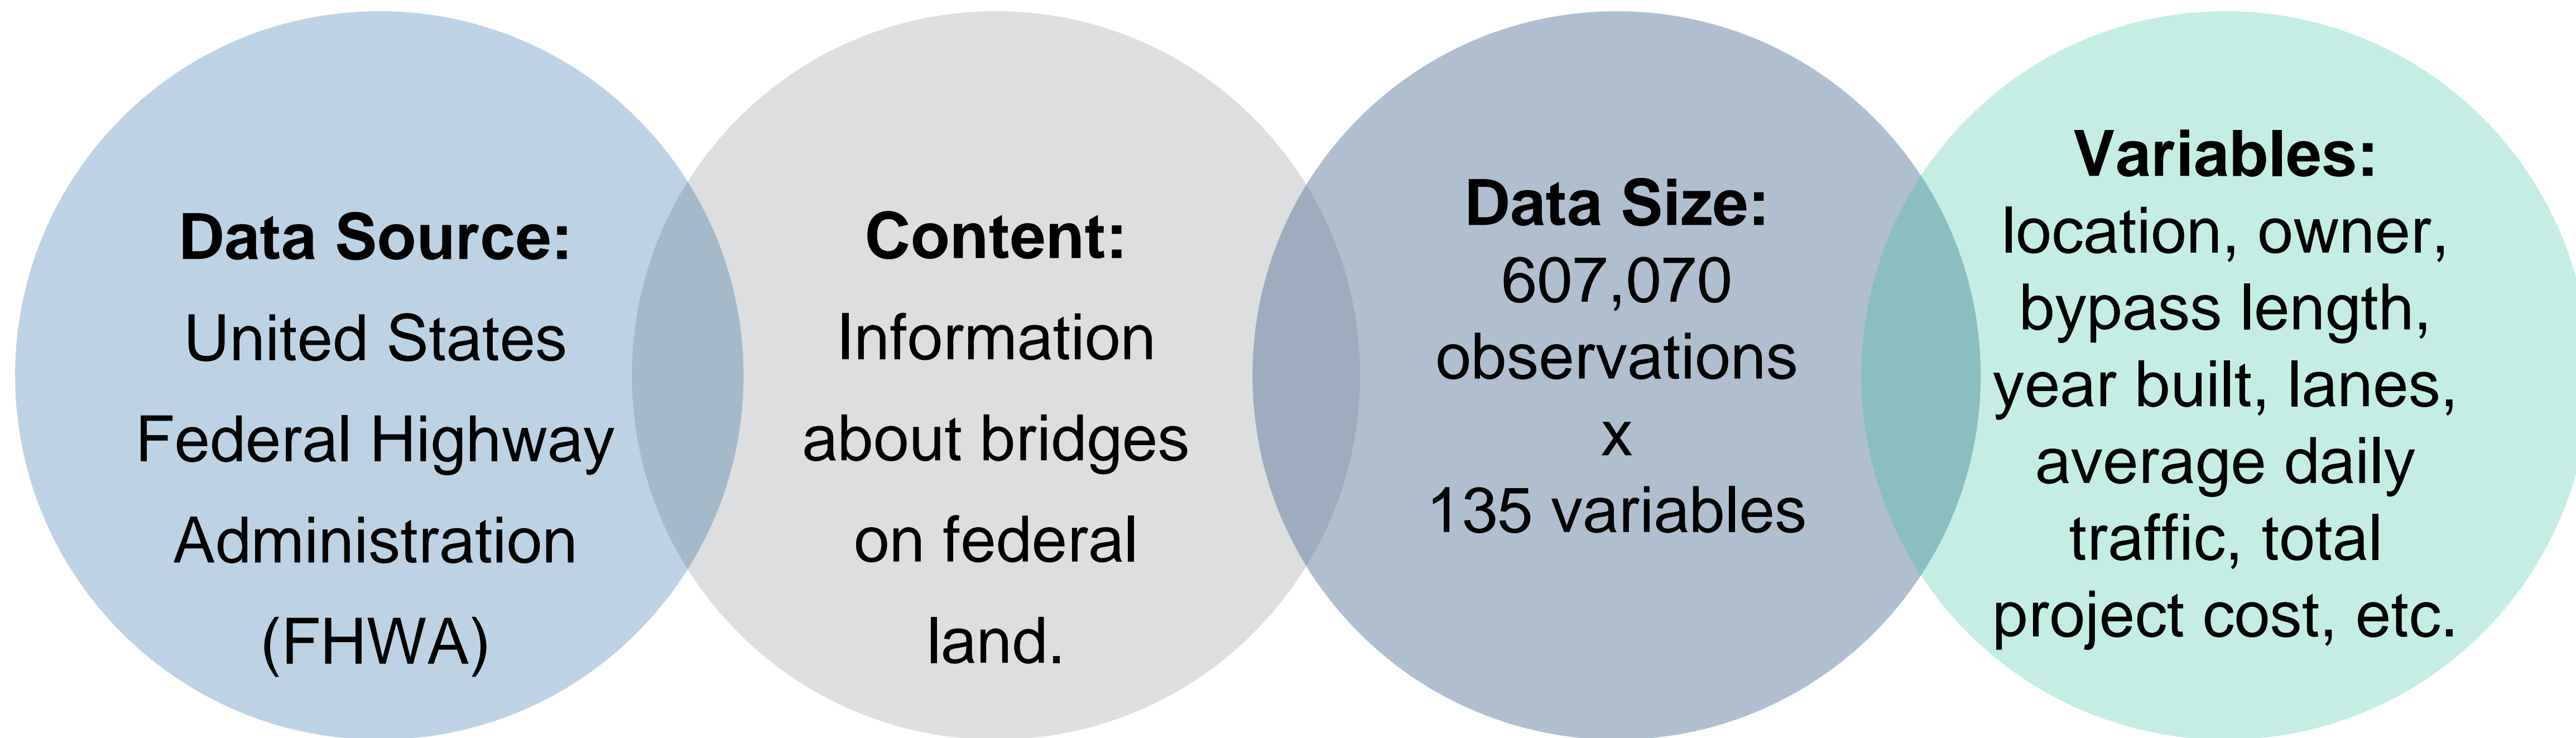 Data Source:
United States
Federal Highway
Administration
(FHWA)
Content:
Information
about bridges
on federal
land.
Data Size:
607,070
observations
x
135 variables
Variables:
location, owner,
bypass length,
year built, lanes,
average daily
traffic, total
project cost, etc.